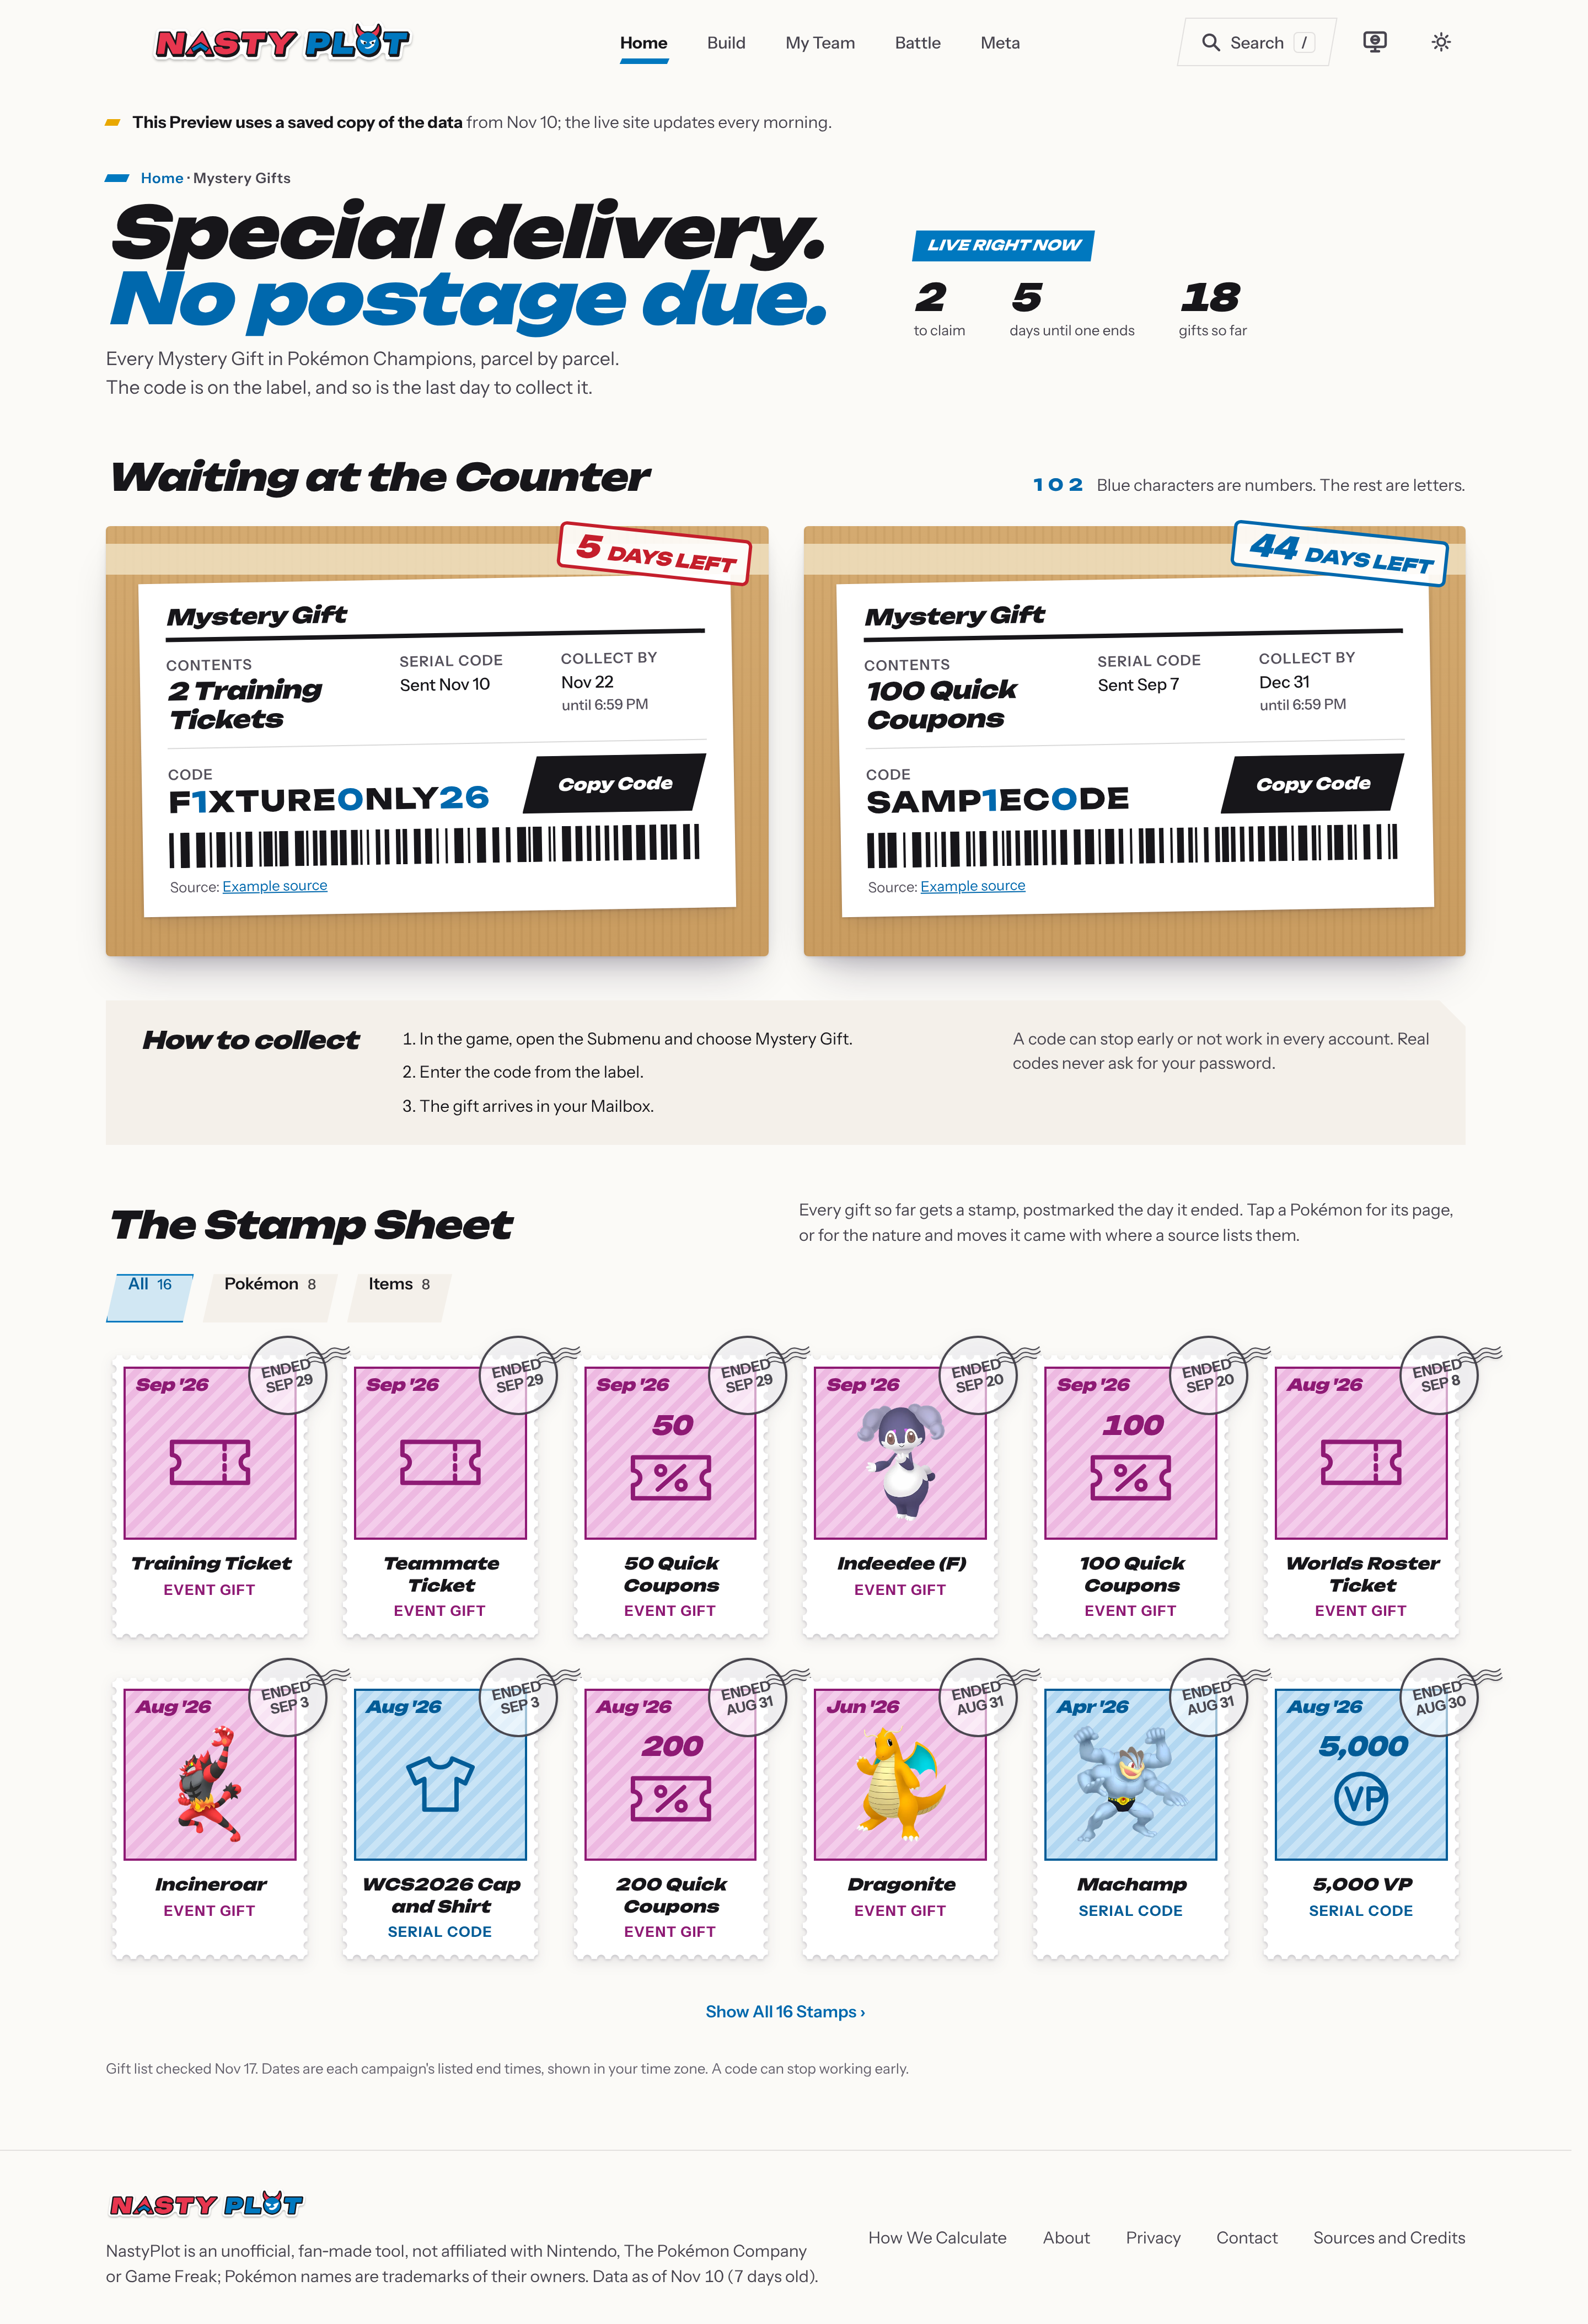 NASTY PLOT
Home
Build
My Team
Battle
Meta
Search /
This Preview uses a saved copy of the data from Nov 10; the live site updates every morning.
Home · Mystery Gifts
Special delivery.
No postage due.
Every Mystery Gift in Pokémon Champions, parcel by parcel.
The code is on the label, and so is the last day to collect it.
LIVE RIGHT NOW
2
to claim
5
days until one ends
18
gifts so far
Waiting at the Counter
1 0 2 Blue characters are numbers. The rest are letters.
5 DAYS LEFT
Mystery Gift
CONTENTS
2 Training
Tickets
SERIAL CODE
Sent Nov 10
COLLECT BY
Nov 22
until 6:59 PM
CODE
F1XTURE0NLY26
Copy Code
Source: Example source
44 DAYS LEFT
Mystery Gift
CONTENTS
100 Quick
Coupons
SERIAL CODE
Sent Sep 7
COLLECT BY
Dec 31
until 6:59 PM
CODE
SAMP1EC0DE
Copy Code
Source: Example source
How to collect
1. In the game, open the Submenu and choose Mystery Gift.
2. Enter the code from the label.
3. The gift arrives in your Mailbox.
A code can stop early or not work in every account. Real
codes never ask for your password.
The Stamp Sheet
Every gift so far gets a stamp, postmarked the day it ended. Tap a Pokémon for its page,
or for the nature and moves it came with where a source lists them.
All 16
Pokémon 8
Items 8
Sep '26
ENDED
SEP 29
Training Ticket
EVENT GIFT
Sep '26
ENDED
SEP 29
Teammate
Ticket
EVENT GIFT
Sep '26
ENDED
SEP 29
50
50 Quick
Coupons
EVENT GIFT
Sep '26
ENDED
SEP 20
Indeedee (F)
EVENT GIFT
Sep '26
ENDED
SEP 20
100
100 Quick
Coupons
EVENT GIFT
Aug '26
ENDED
SEP 8
Worlds Roster
Ticket
EVENT GIFT
Aug '26
ENDED
SEP 3
Incineroar
EVENT GIFT
Aug '26
ENDED
SEP 3
WCS2026 Cap
and Shirt
SERIAL CODE
Aug '26
ENDED
AUG 31
200
200 Quick
Coupons
EVENT GIFT
Jun '26
ENDED
AUG 31
Dragonite
EVENT GIFT
Apr '26
ENDED
AUG 31
Machamp
SERIAL CODE
Aug '26
ENDED
AUG 30
5,000
VP
5,000 VP
SERIAL CODE
Show All 16 Stamps ›
Gift list checked Nov 17. Dates are each campaign's listed end times, shown in your time zone. A code can stop working early.
NASTY PLOT
NastyPlot is an unofficial, fan-made tool, not affiliated with Nintendo, The Pokémon Company
or Game Freak; Pokémon names are trademarks of their owners. Data as of Nov 10 (7 days old).
How We Calculate
About
Privacy
Contact
Sources and Credits